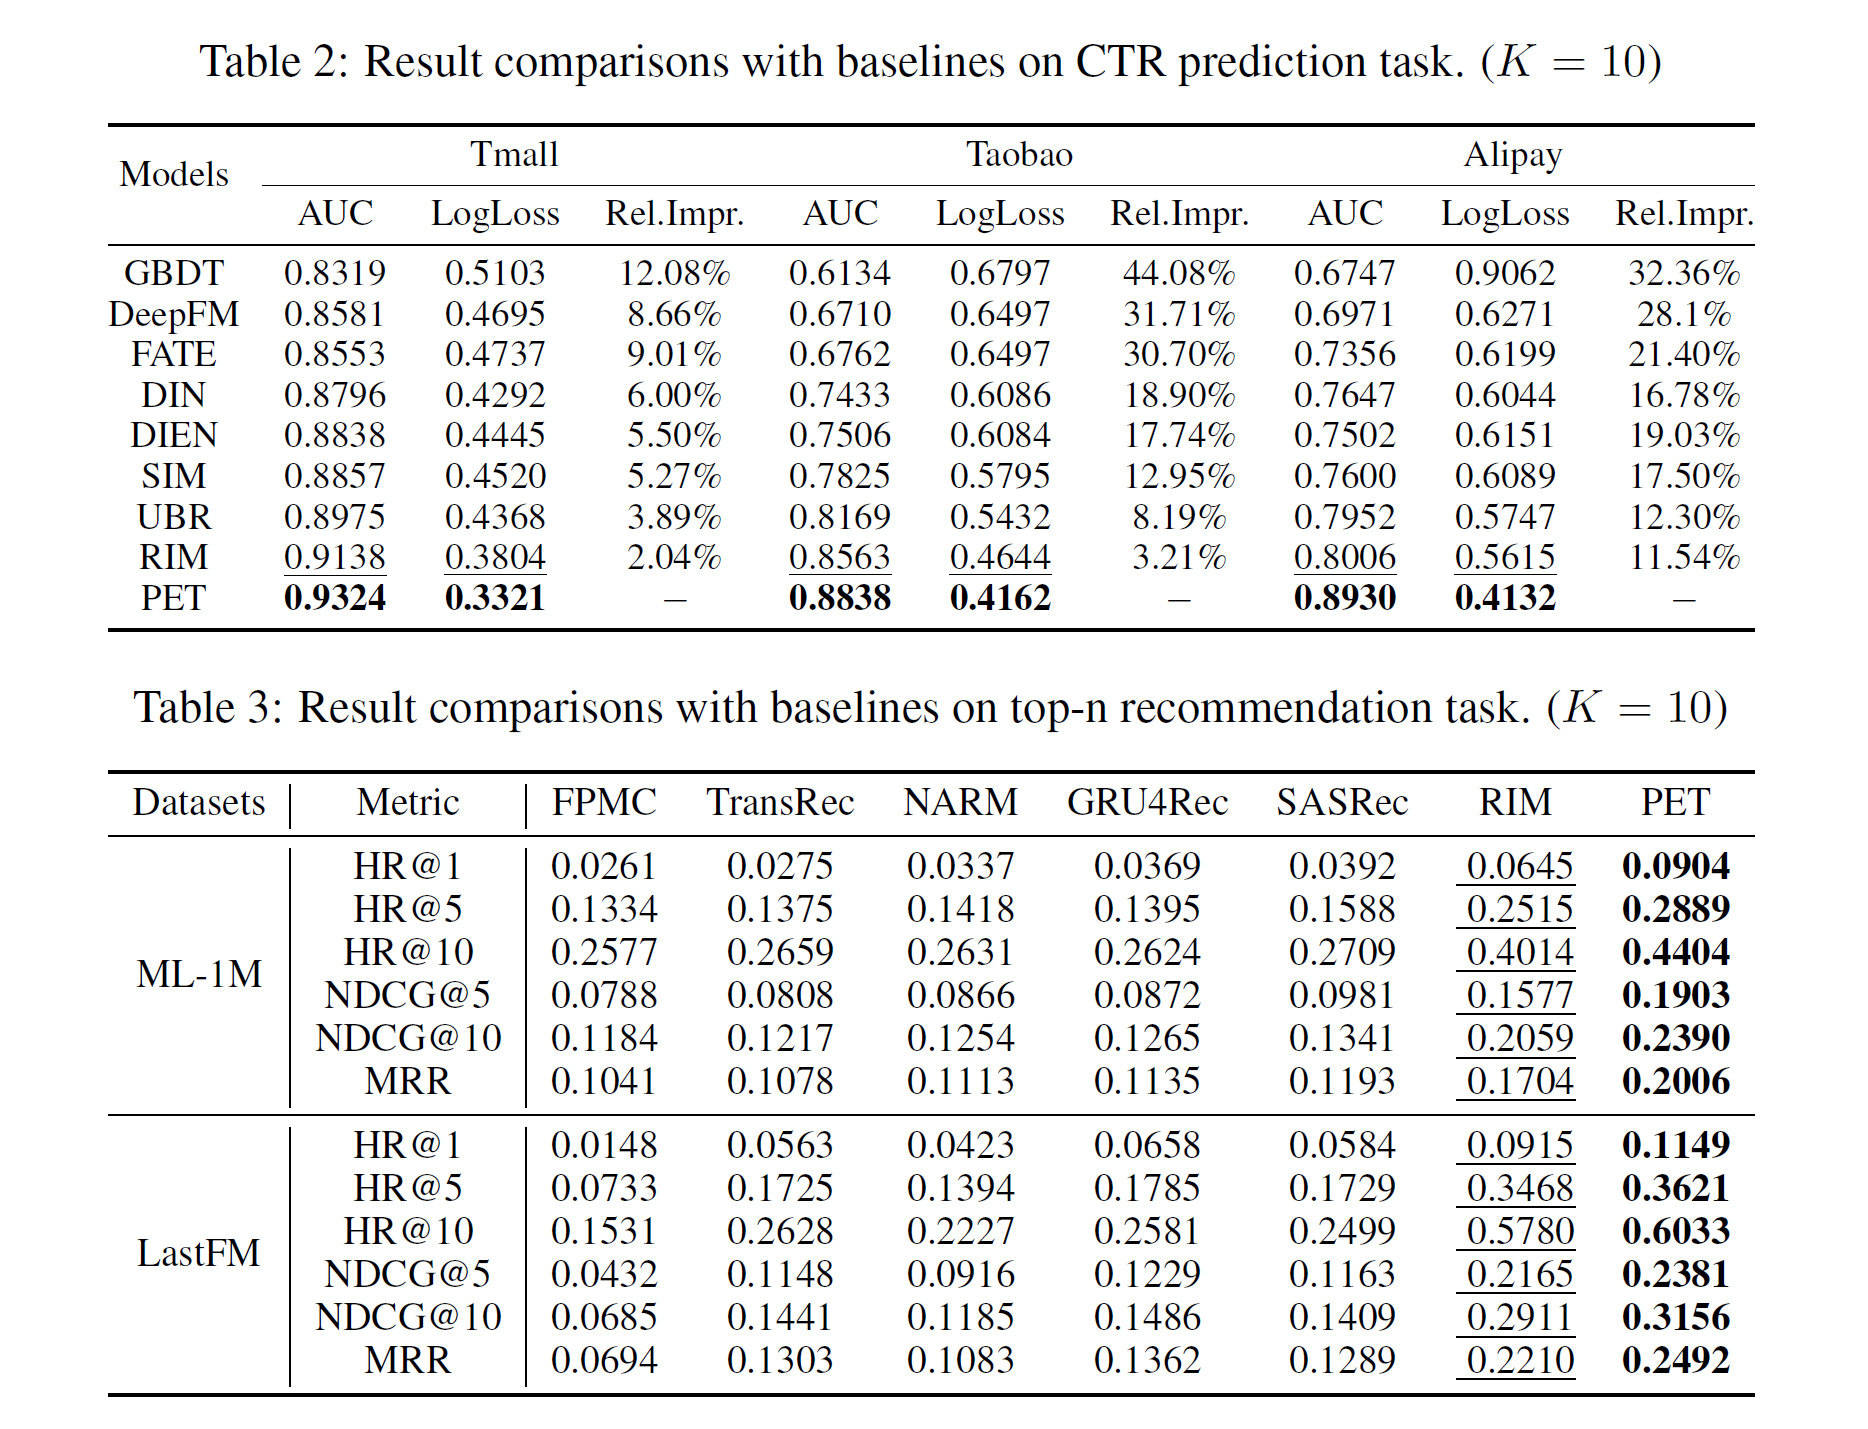 Table 2: Result comparisons with baselines on CTR prediction task. (K = 10)
Models Tmall Taobao Alipay
AUC LogLoss Rel.Impr. AUC LogLoss Rel.Impr. AUC LogLoss Rel.Impr.
GBDT 0.8319 0.5103 12.08% 0.6134 0.6797 44.08% 0.6747 0.9062 32.36%
DeepFM 0.8581 0.4695 8.66% 0.6710 0.6497 31.71% 0.6971 0.6271 28.1%
FATE 0.8553 0.4737 9.01% 0.6762 0.6497 30.70% 0.7356 0.6199 21.40%
DIN 0.8796 0.4292 6.00% 0.7433 0.6086 18.90% 0.7647 0.6044 16.78%
DIEN 0.8838 0.4445 5.50% 0.7506 0.6084 17.74% 0.7502 0.6151 19.03%
SIM 0.8857 0.4520 5.27% 0.7825 0.5795 12.95% 0.7600 0.6089 17.50%
UBR 0.8975 0.4368 3.89% 0.8169 0.5432 8.19% 0.7952 0.5747 12.30%
RIM 0.9138 0.3804 2.04% 0.8563 0.4644 3.21% 0.8006 0.5615 11.54%
PET 0.9324 0.3321 – 0.8838 0.4162 – 0.8930 0.4132 –
Table 3: Result comparisons with baselines on top-n recommendation task. (K = 10)
Datasets Metric FPMC TransRec NARM GRU4Rec SASRec RIM PET
HR@1 0.0261 0.0275 0.0337 0.0369 0.0392 0.0645 0.0904
HR@5 0.1334 0.1375 0.1418 0.1395 0.1588 0.2515 0.2889
HR@10 0.2577 0.2659 0.2631 0.2624 0.2709 0.4014 0.4404
ML-1M
NDCG@5 0.0788 0.0808 0.0866 0.0872 0.0981 0.1577 0.1903
NDCG@10 0.1184 0.1217 0.1254 0.1265 0.1341 0.2059 0.2390
MRR 0.1041 0.1078 0.1113 0.1135 0.1193 0.1704 0.2006
HR@1 0.0148 0.0563 0.0423 0.0658 0.0584 0.0915 0.1149
HR@5 0.0733 0.1725 0.1394 0.1785 0.1729 0.3468 0.3621
HR@10 0.1531 0.2628 0.2227 0.2581 0.2499 0.5780 0.6033
LastFM
NDCG@5 0.0432 0.1148 0.0916 0.1229 0.1163 0.2165 0.2381
NDCG@10 0.0685 0.1441 0.1185 0.1486 0.1409 0.2911 0.3156
MRR 0.0694 0.1303 0.1083 0.1362 0.1289 0.2210 0.2492